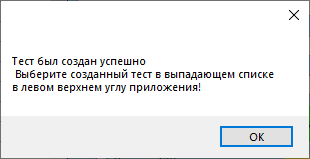 Тест был создан успешно
Выберите созданный тест в выпадающем списке
в левом верхнем углу приложения!
OK